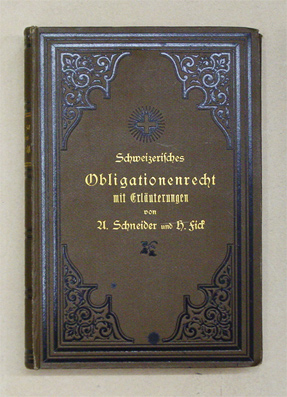 Schweizerisches
Obligationenrecht
mit Erläuterungen
von
A. Schneider und H. Fick